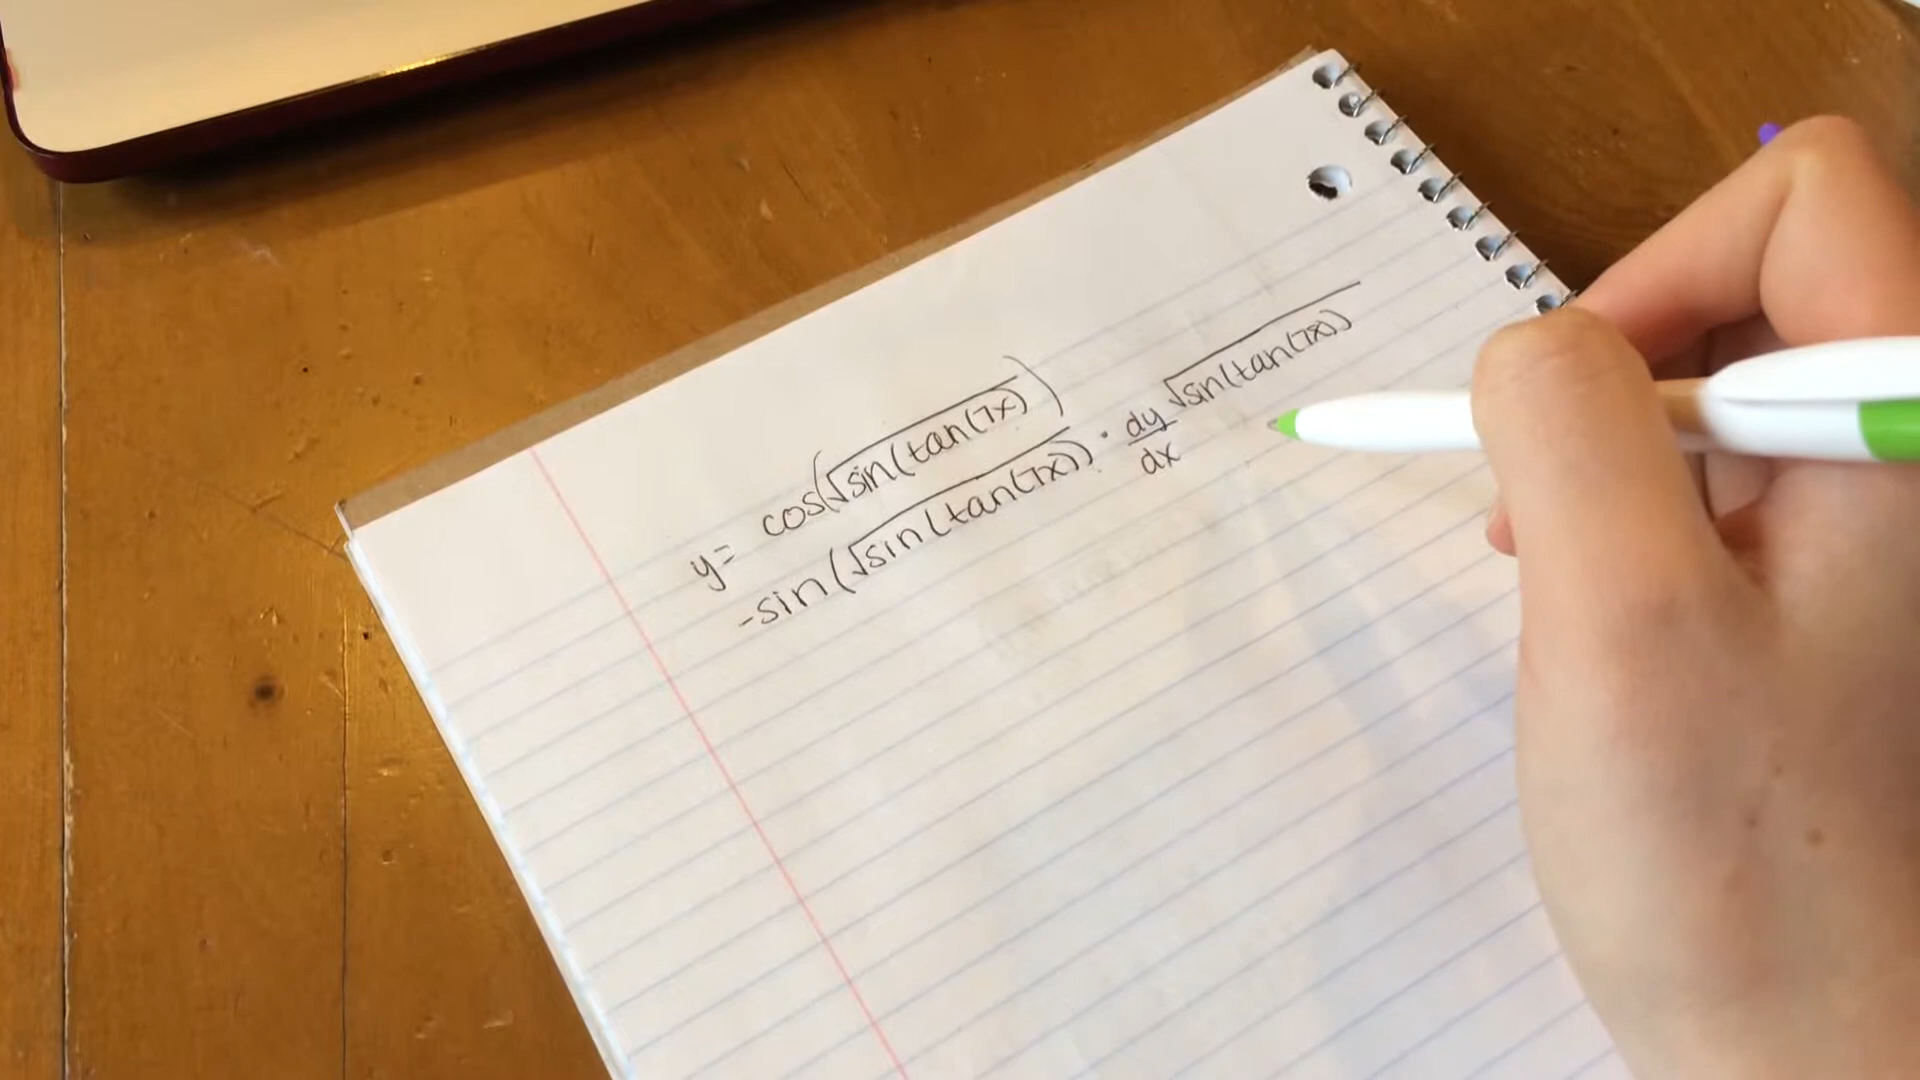 y= cos(√sin(tan(7x))
-sin(√sin(tan(7x))) · dy/dx √sin(tan(7x))